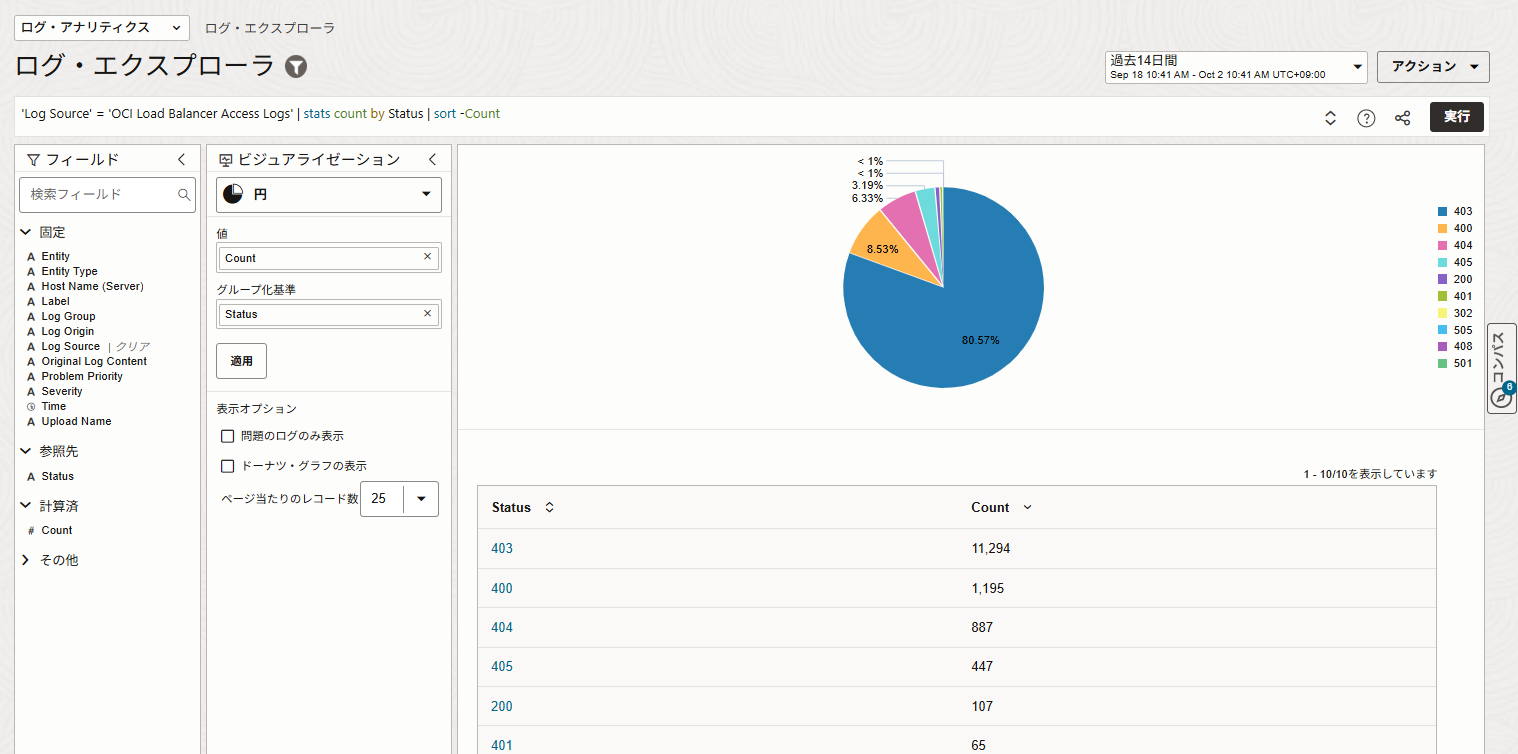 ログ・アナリティクス
ログ・エクスプローラ
ログ・エクスプローラ
過去14日間
Sep 18 10:41 AM - Oct 2 10:41 AM UTC+09:00
アクション
'Log Source' = 'OCI Load Balancer Access Logs' | stats count by Status | sort -Count
実行
フィールド
検索フィールド
固定
A Entity
A Entity Type
A Host Name (Server)
A Label
A Log Group
A Log Origin
A Log Source | クリア
A Original Log Content
A Problem Priority
A Severity
Time
A Upload Name
参照先
A Status
計算済
# Count
その他
ビジュアライゼーション
円
値
Count ×
グループ化基準
Status ×
適用
表示オプション
問題のログのみ表示
ドーナツ・グラフの表示
ページ当たりのレコード数 25
< 1%
< 1%
3.19%
6.33%
8.53%
80.57%
403
400
404
405
200
401
302
505
408
501
コンパス
6
1 - 10/10を表示しています
Status Count
403 11,294
400 1,195
404 887
405 447
200 107
401 65